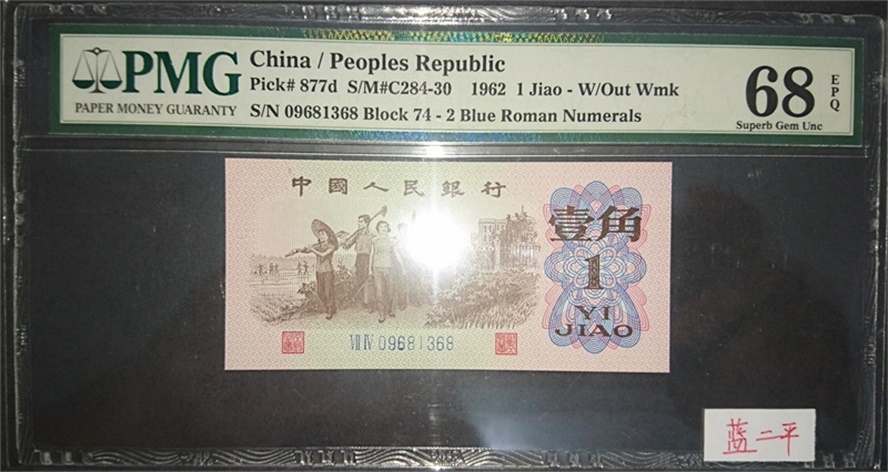 PMG
PAPER MONEY GUARANTY
China / Peoples Republic
Pick# 877d S/M#C284-30 1962 1 Jiao - W/Out Wmk
S/N 09681368 Block 74 - 2 Blue Roman Numerals
68 EPQ
Superb Gem Unc
中國人民銀行
壹角
1
YI
JIAO
VIII IV 09681368
蓝二平